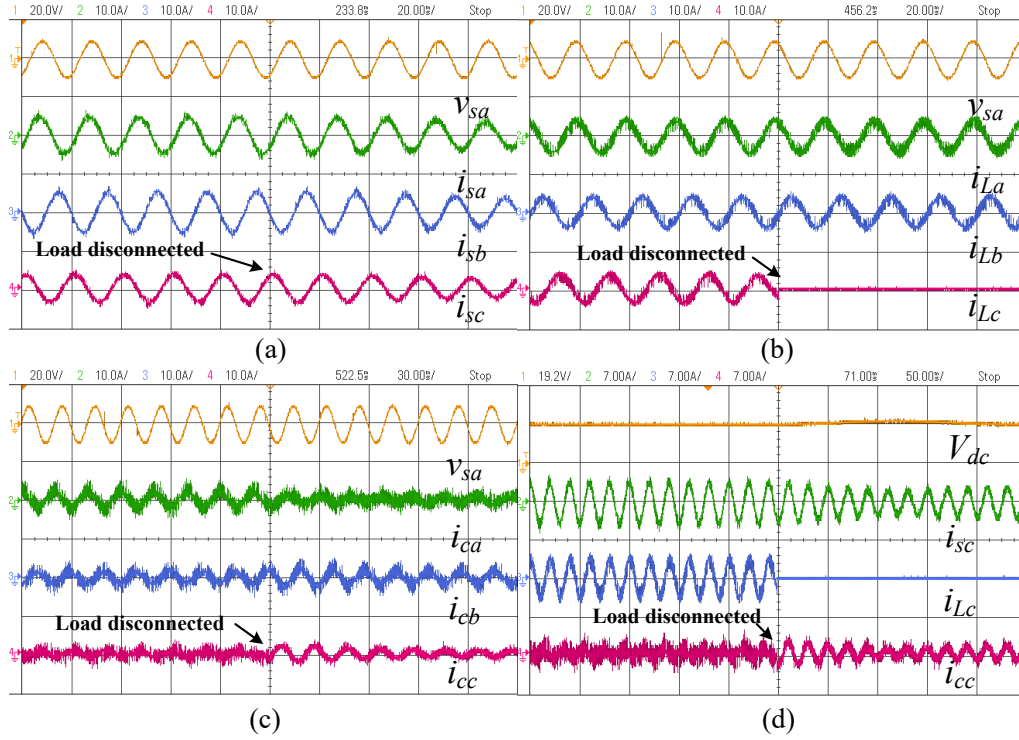 1 20.0V/ 2 10.0A/ 3 10.0A/ 4 10.0A/ 233.8ms 20.00ms/ Stop
v_sa
i_sa
i_sb
Load disconnected
i_sc
(a)
1 20.0V/ 2 10.0A/ 3 10.0A/ 4 10.0A/ 456.2ms 20.00ms/ Stop
v_sa
i_La
i_Lb
Load disconnected
i_Lc
(b)
1 20.0V/ 2 10.0A/ 3 10.0A/ 4 10.0A/ 522.5ms 30.00ms/ Stop
v_sa
i_ca
i_cb
Load disconnected
i_cc
(c)
1 19.2V/ 2 7.00A/ 3 7.00A/ 4 7.00A/ 71.00ms 50.00ms/ Stop
V_dc
i_sc
i_Lc
Load disconnected
i_cc
(d)